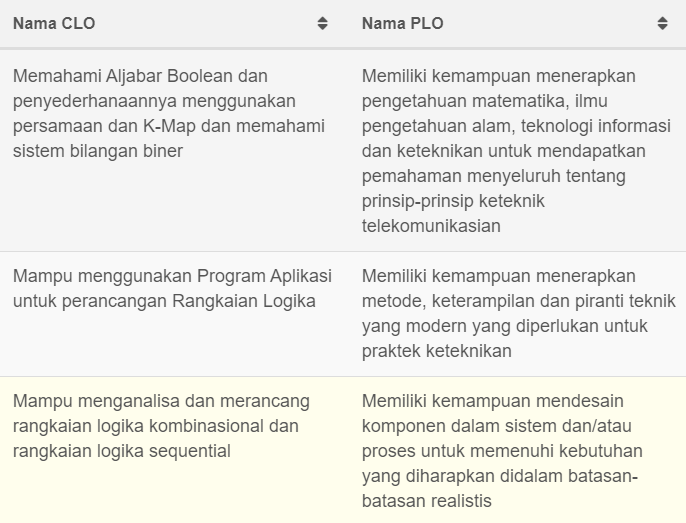 Nama CLO
Nama PLO
Memahami Aljabar Boolean dan
penyederhanaannya menggunakan
persamaan dan K-Map dan memahami
sistem bilangan biner
Memiliki kemampuan menerapkan
pengetahuan matematika, ilmu
pengetahuan alam, teknologi informasi
dan keteknikan untuk mendapatkan
pemahaman menyeluruh tentang
prinsip-prinsip keteknik
telekomunikasian
Mampu menggunakan Program Aplikasi
untuk perancangan Rangkaian Logika
Memiliki kemampuan menerapkan
metode, keterampilan dan piranti teknik
yang modern yang diperlukan untuk
praktek keteknikan
Mampu menganalisa dan merancang
rangkaian logika kombinasional dan
rangkaian logika sequential
Memiliki kemampuan mendesain
komponen dalam sistem dan/atau
proses untuk memenuhi kebutuhan
yang diharapkan didalam batasan-
batasan realistis